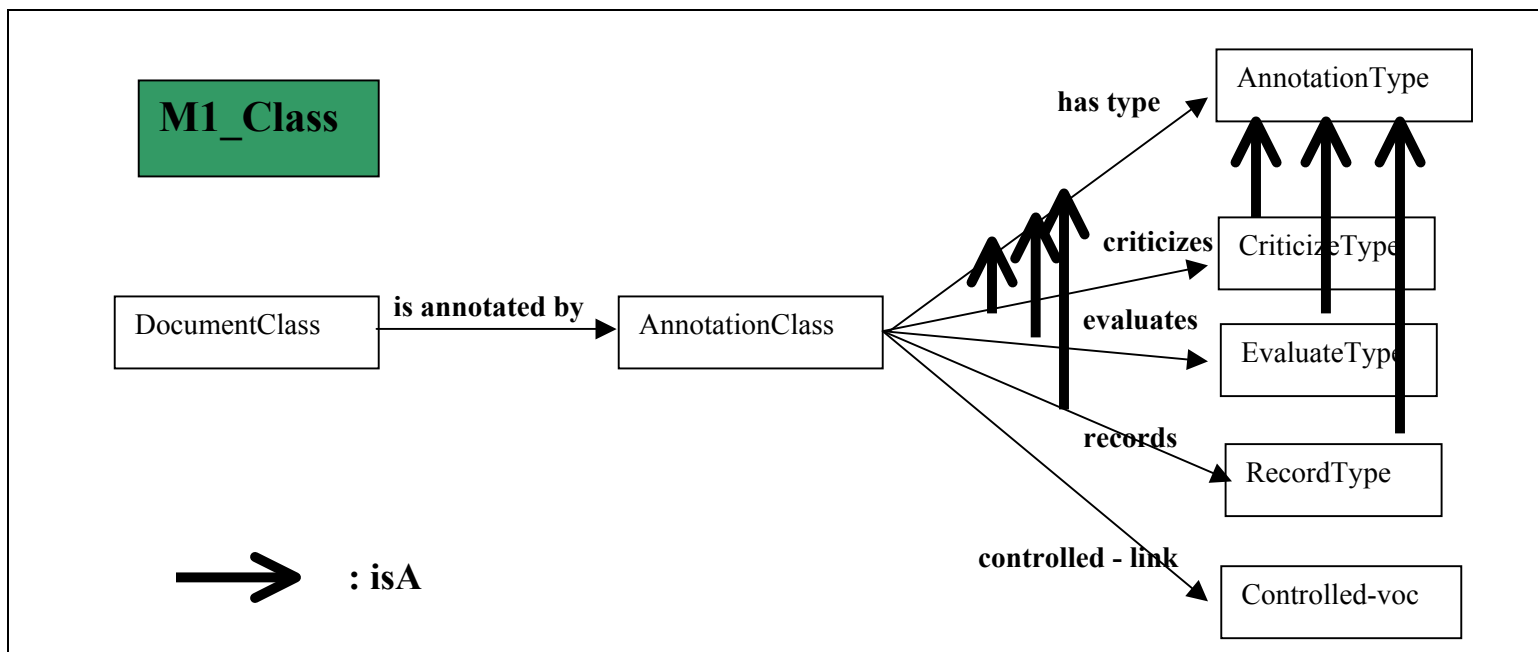 M1_Class
has type
AnnotationType
criticizes
CriticizeType
DocumentClass
is annotated by
AnnotationClass
evaluates
EvaluateType
records
RecordType
controlled - link
Controlled-voc
: isA